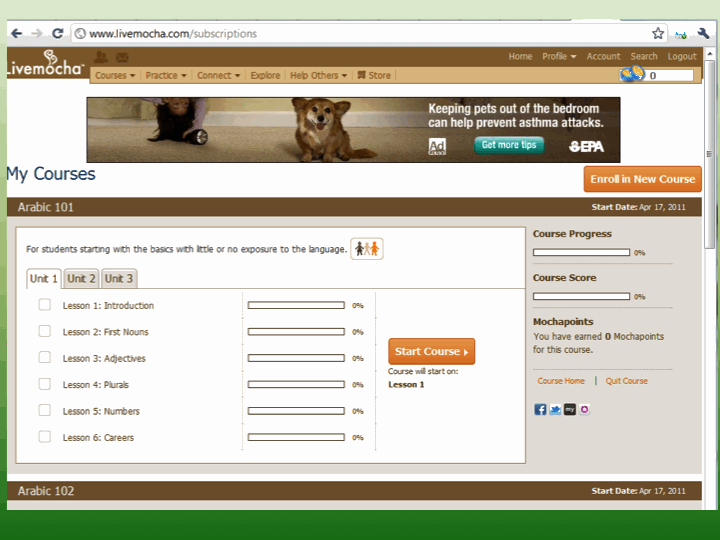 www.livemocha.com/subscriptions
Livemocha
Home Profile Account Search Logout
Courses Practice Connect Explore Help Others Store
0
Keeping pets out of the bedroom
can help prevent asthma attacks.
Ad Council Get more tips EPA
My Courses
Enroll in New Course
Arabic 101 Start Date: Apr 17, 2011
For students starting with the basics with little or no exposure to the language.
Unit 1 Unit 2 Unit 3
Lesson 1: Introduction 0%
Lesson 2: First Nouns 0%
Lesson 3: Adjectives 0%
Lesson 4: Plurals 0%
Lesson 5: Numbers 0%
Lesson 6: Careers 0%
Start Course
Course will start on:
Lesson 1
Course Progress
0%
Course Score
0%
Mochapoints
You have earned 0 Mochapoints
for this course.
Course Home | Quit Course
my
Arabic 102 Start Date: Apr 17, 2011